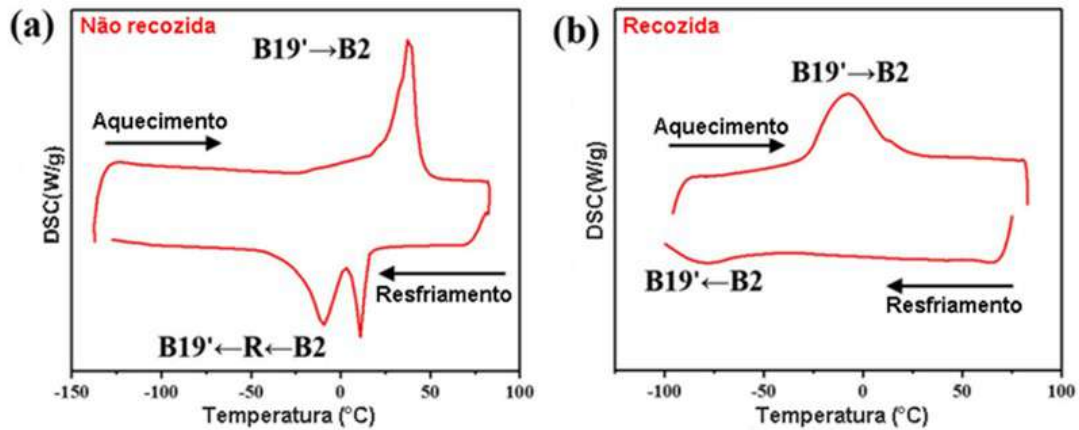 (a)
Não recozida
B19'→B2
Aquecimento
DSC(W/g)
Resfriamento
B19'←R←B2
-150 -100 -50 0 50 100
Temperatura (°C)
(b)
Recozida
B19'→B2
Aquecimento
DSC(W/g)
B19'←B2
Resfriamento
-100 -50 0 50 100
Temperatura (°C)